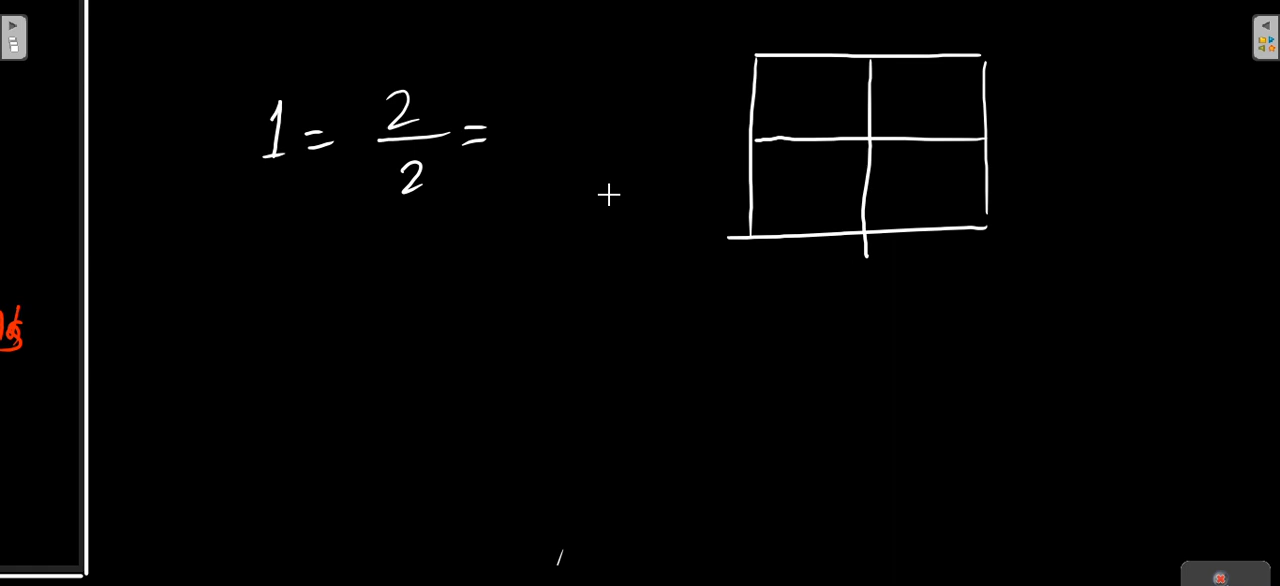 1 = 2/2 =